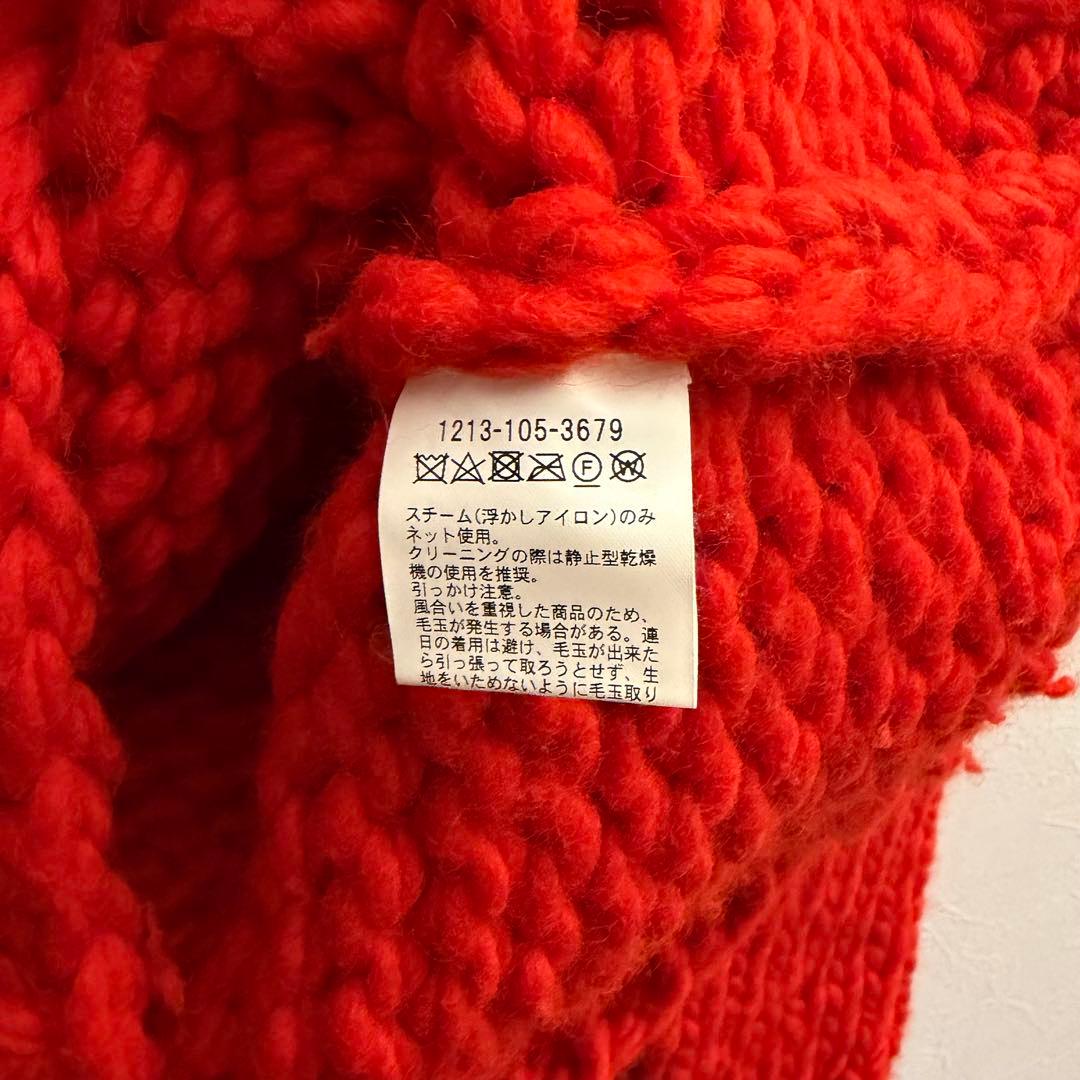 1213-105-3679
F W
スチーム(浮かしアイロン)のみ
ネット使用。
クリーニングの際は静止型乾燥
機の使用を推奨。
引っかけ注意。
風合いを重視した商品のため、
毛玉が発生する場合がある。連
日の着用は避け、毛玉が出来た
ら引っ張って取ろうとせず、生
地をいためないように毛玉取り